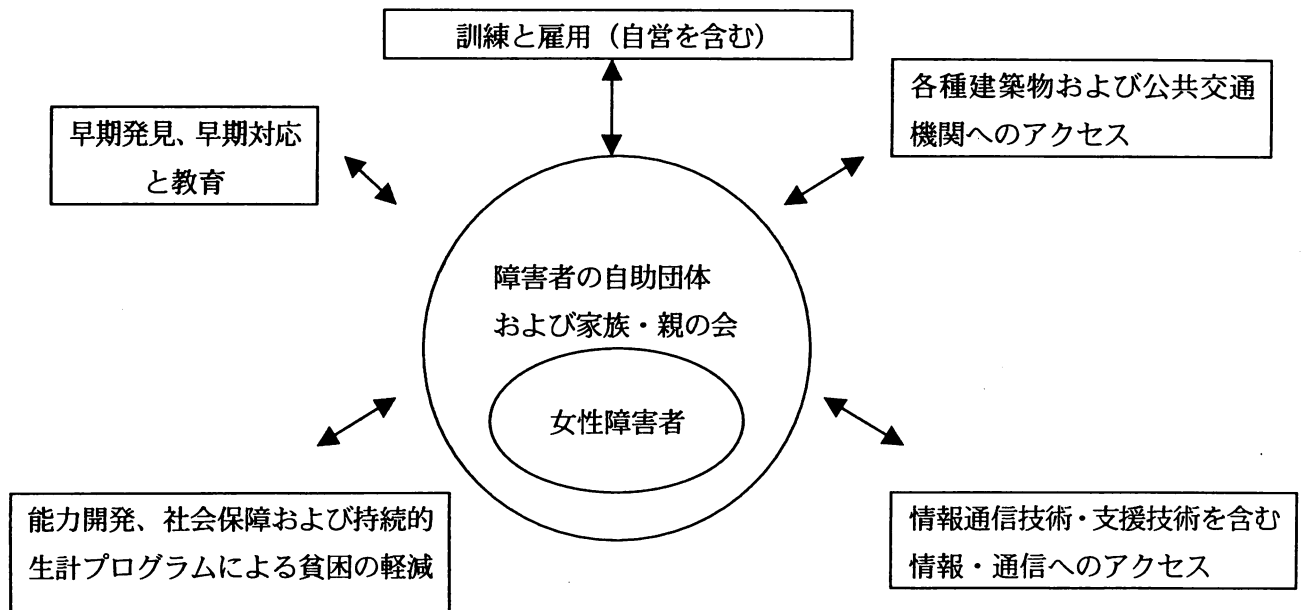 訓練と雇用（自営を含む）
各種建築物および公共交通
機関へのアクセス
早期発見、早期対応
と教育
障害者の自助団体
および家族・親の会
女性障害者
能力開発、社会保障および持続的
生計プログラムによる貧困の軽減
情報通信技術・支援技術を含む
情報・通信へのアクセス